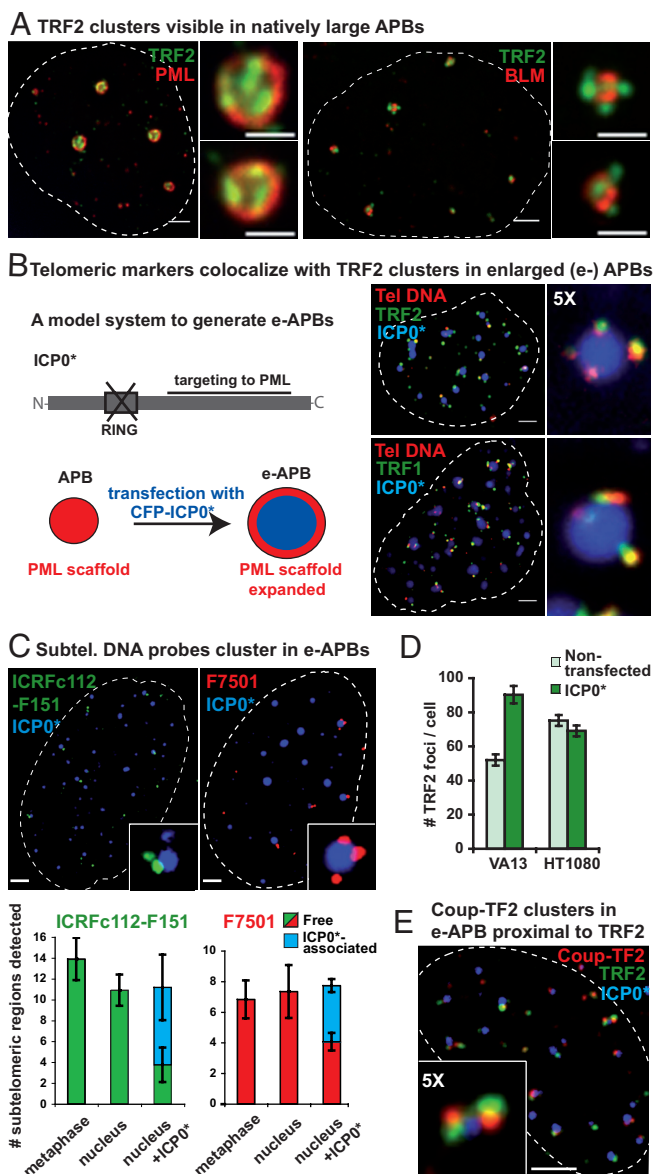 A TRF2 clusters visible in natively large APBs
TRF2
PML
TRF2
BLM
B Telomeric markers colocalize with TRF2 clusters in enlarged (e-) APBs
A model system to generate e-APBs
ICP0*
targeting to PML
N-
-C
RING
APB
e-APB
transfection with
CFP-ICP0*
PML scaffold
PML scaffold
expanded
Tel DNA
TRF2
ICP0*
5X
Tel DNA
TRF1
ICP0*
C Subtel. DNA probes cluster in e-APBs
ICRFc112
-F151
ICP0*
F7501
ICP0*
ICRFc112-F151
F7501
Free
ICP0*-
associated
# subtelomeric regions detected
16
14
12
10
8
6
4
2
0
metaphase
nucleus
nucleus
+ICP0*
10
8
6
4
2
0
metaphase
nucleus
nucleus
+ICP0*
D
Non-
transfected
ICP0*
# TRF2 foci / cell
100
80
60
40
20
0
VA13
HT1080
E Coup-TF2 clusters in
e-APB proximal to TRF2
Coup-TF2
TRF2
ICP0*
5X